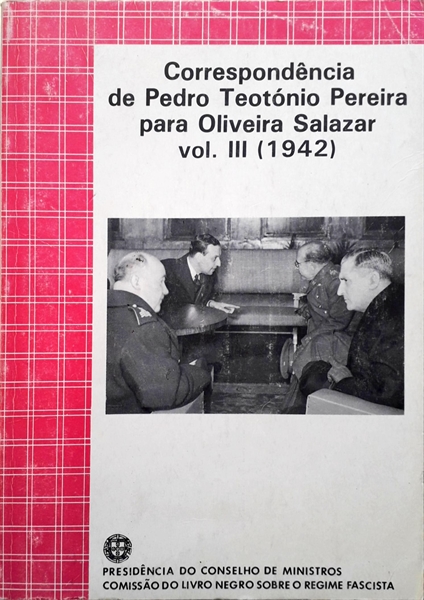 Correspondência
de Pedro Teotónio Pereira
para Oliveira Salazar
vol. III (1942)
PRESIDÊNCIA DO CONSELHO DE MINISTROS
COMISSÃO DO LIVRO NEGRO SOBRE O REGIME FASCISTA